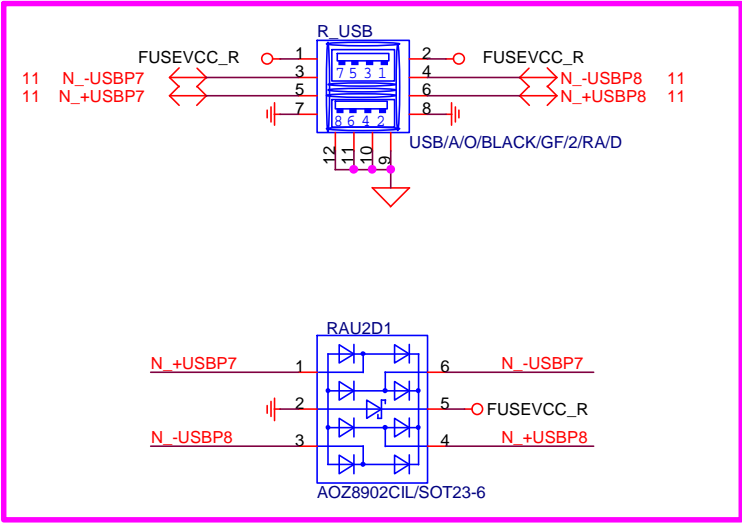 R_USB
FUSEVCC_R 1 2 FUSEVCC_R
11 N_-USBP7 3 7 5 3 1 4 N_-USBP8 11
11 N_+USBP7 5 6 N_+USBP8 11
7 8 6 4 2 8
USB/A/O/BLACK/GF/2/RA/D
12 11 10 9
RAU2D1
N_+USBP7 1 6 N_-USBP7
2 5 FUSEVCC_R
N_-USBP8 3 4 N_+USBP8
AOZ8902CIL/SOT23-6